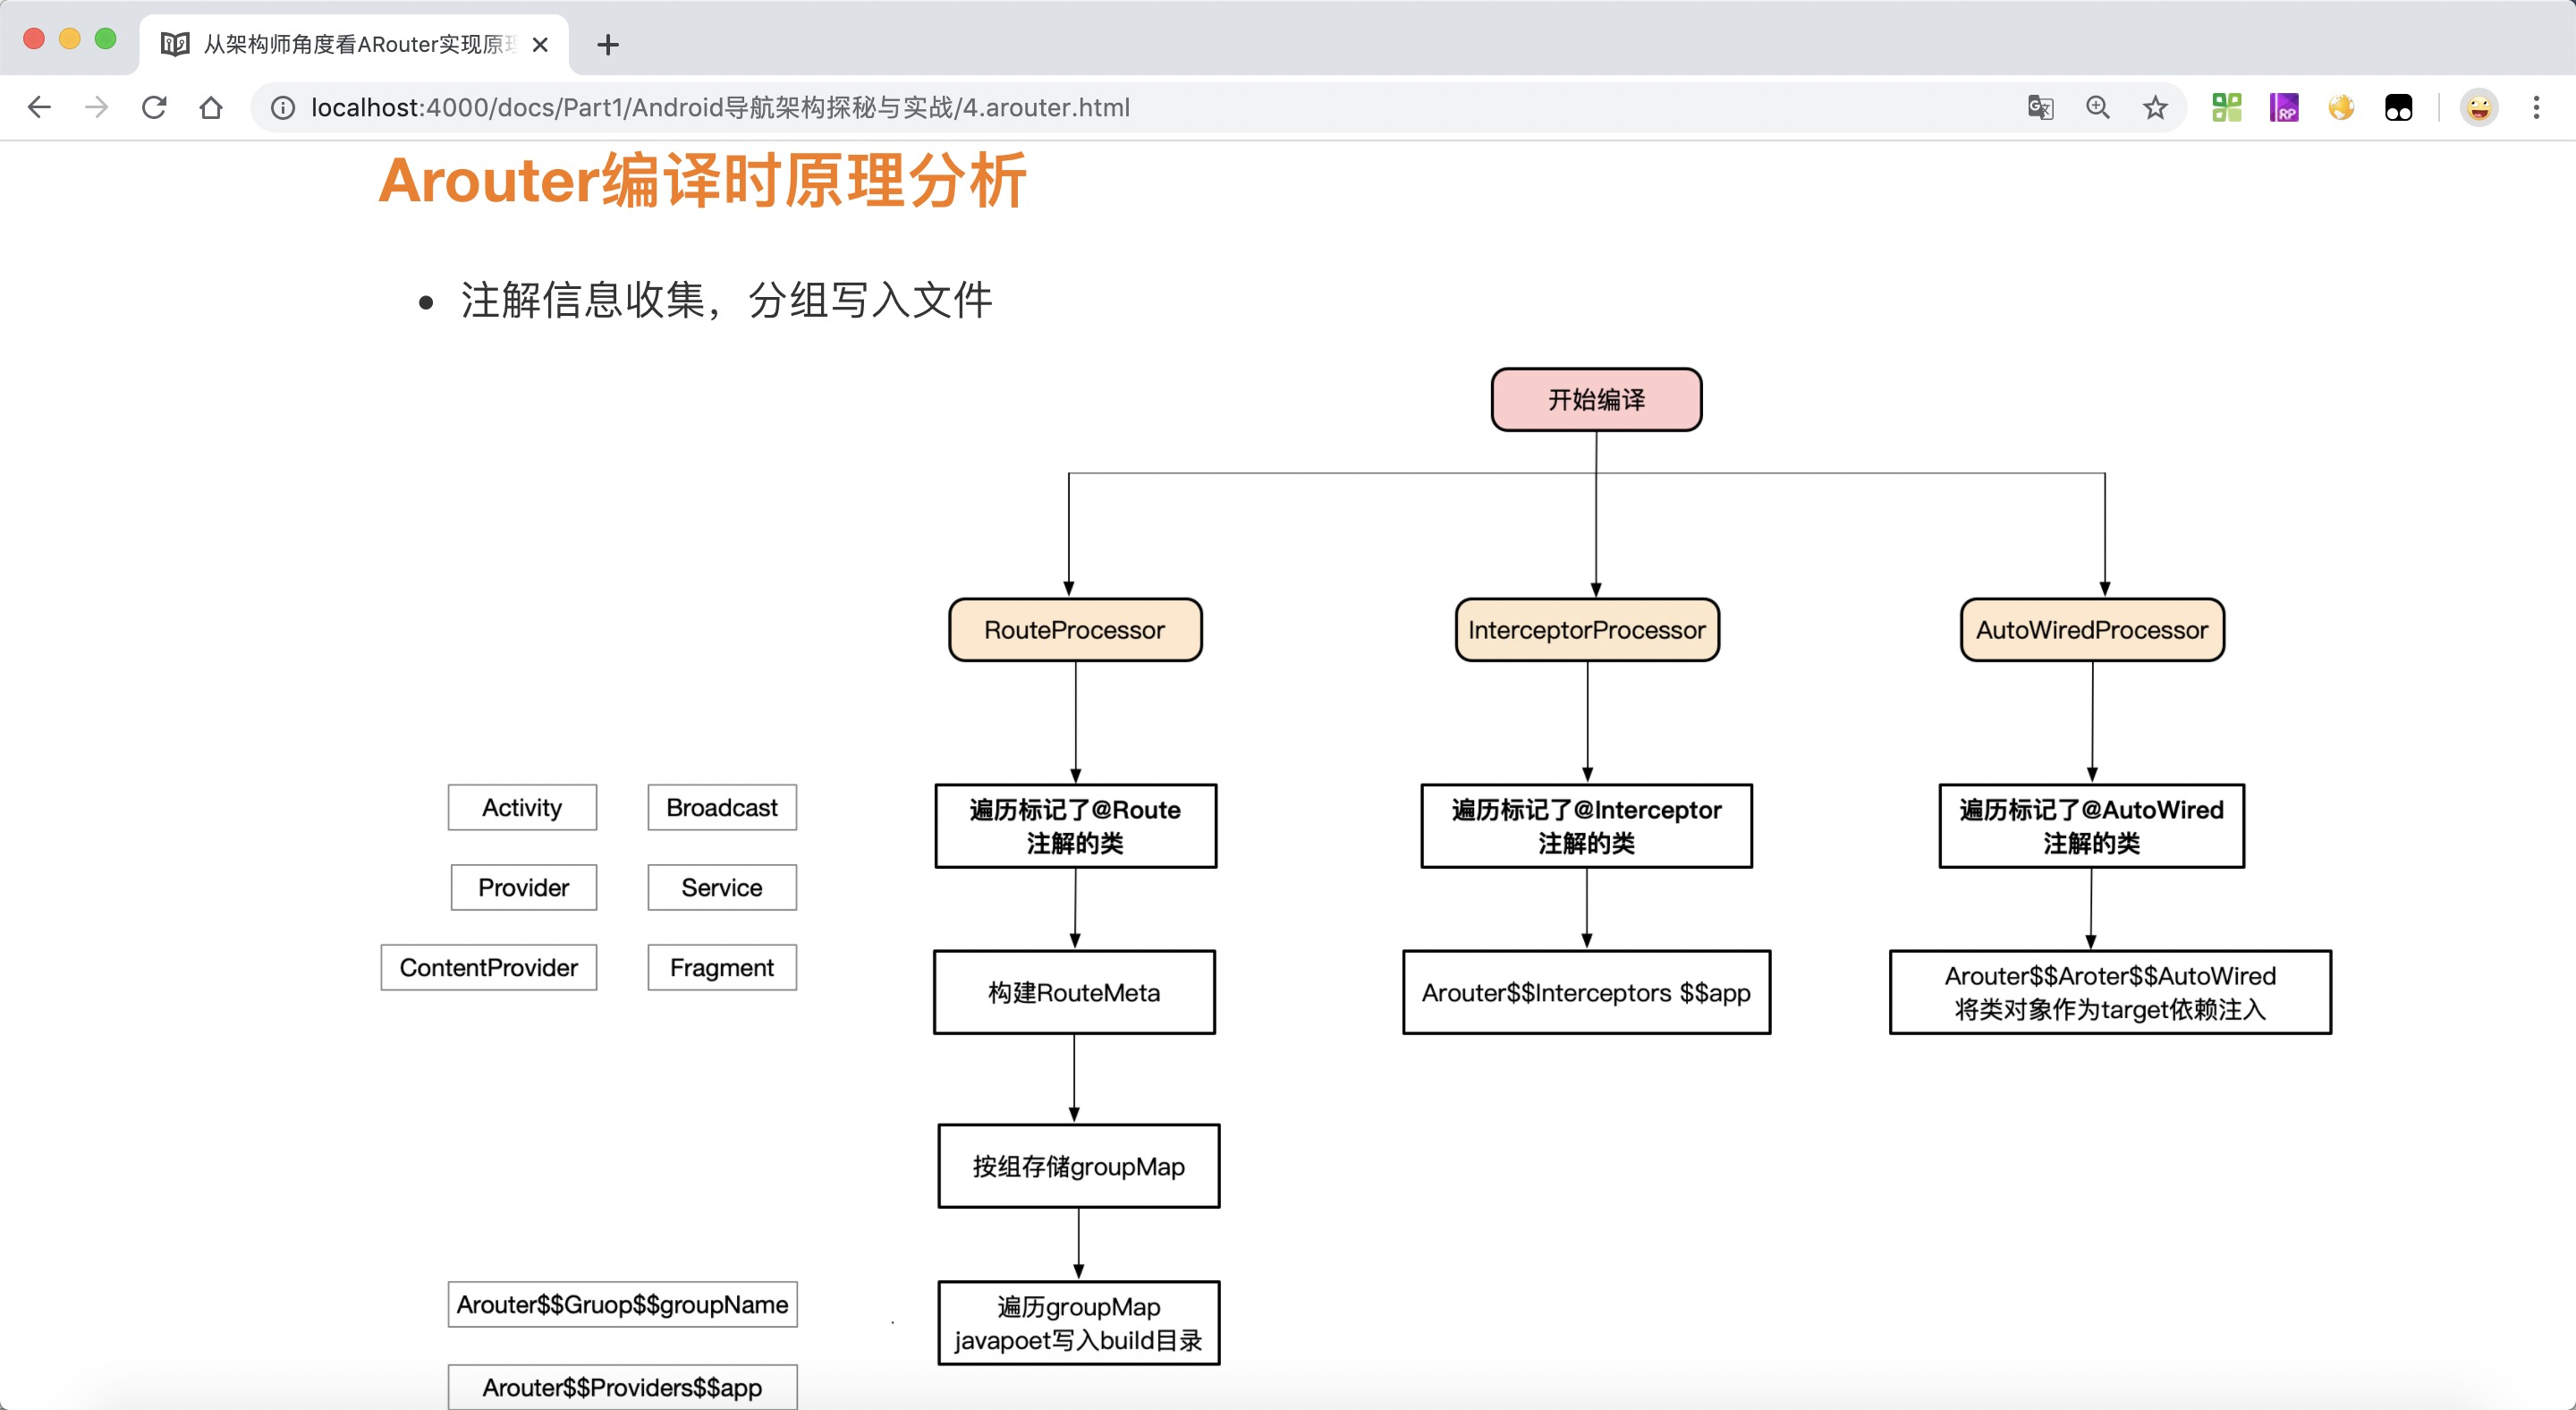 从架构师角度看ARouter实现原理
localhost:4000/docs/Part1/Android导航架构探秘与实战/4.arouter.html
RP
Arouter编译时原理分析
注解信息收集，分组写入文件
开始编译
RouteProcessor
InterceptorProcessor
AutoWiredProcessor
Activity
Broadcast
遍历标记了@Route
注解的类
遍历标记了@Interceptor
注解的类
遍历标记了@AutoWired
注解的类
Provider
Service
ContentProvider
Fragment
构建RouteMeta
Arouter$$Interceptors $$app
Arouter$$Aroter$$AutoWired
将类对象作为target依赖注入
按组存储groupMap
Arouter$$Gruop$$groupName
遍历groupMap
javapoet写入build目录
Arouter$$Providers$$app